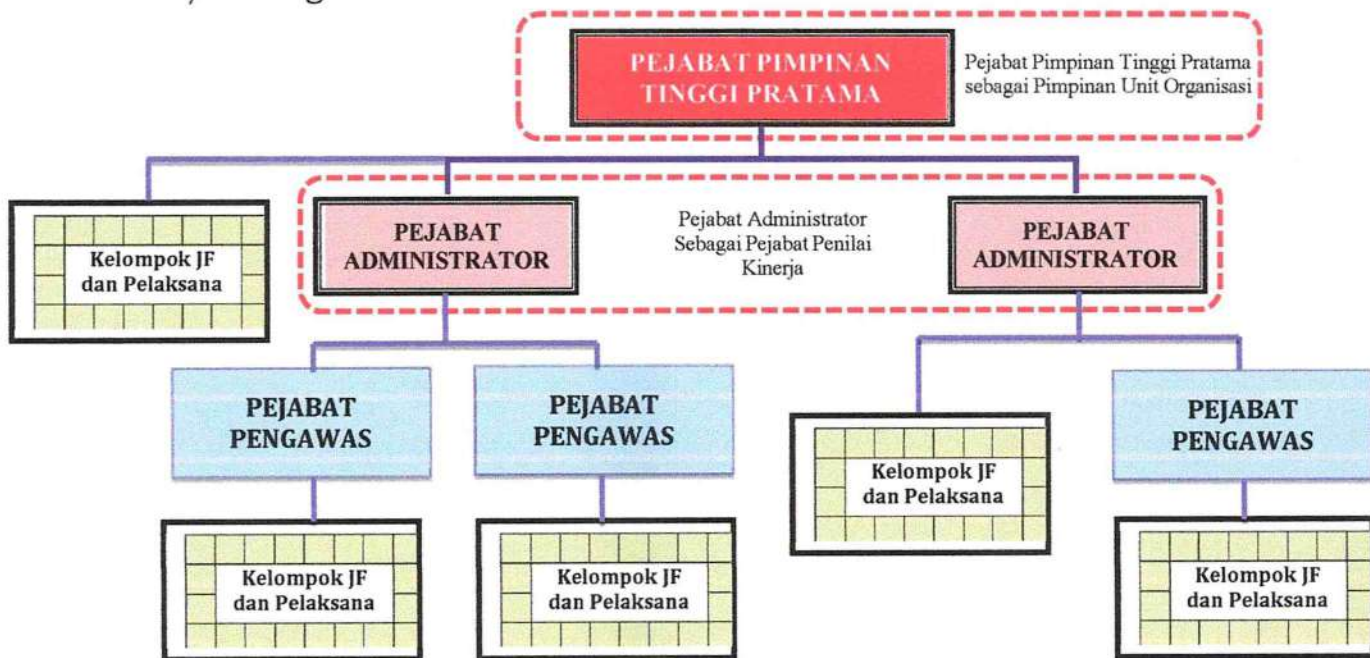 PEJABAT PIMPINAN
TINGGI PRATAMA
Pejabat Pimpinan Tinggi Pratama
sebagai Pimpinan Unit Organisasi
Kelompok JF
dan Pelaksana
PEJABAT
ADMINISTRATOR
Pejabat Administrator
Sebagai Pejabat Penilai
Kinerja
PEJABAT
ADMINISTRATOR
PEJABAT
PENGAWAS
PEJABAT
PENGAWAS
Kelompok JF
dan Pelaksana
PEJABAT
PENGAWAS
Kelompok JF
dan Pelaksana
Kelompok JF
dan Pelaksana
Kelompok JF
dan Pelaksana